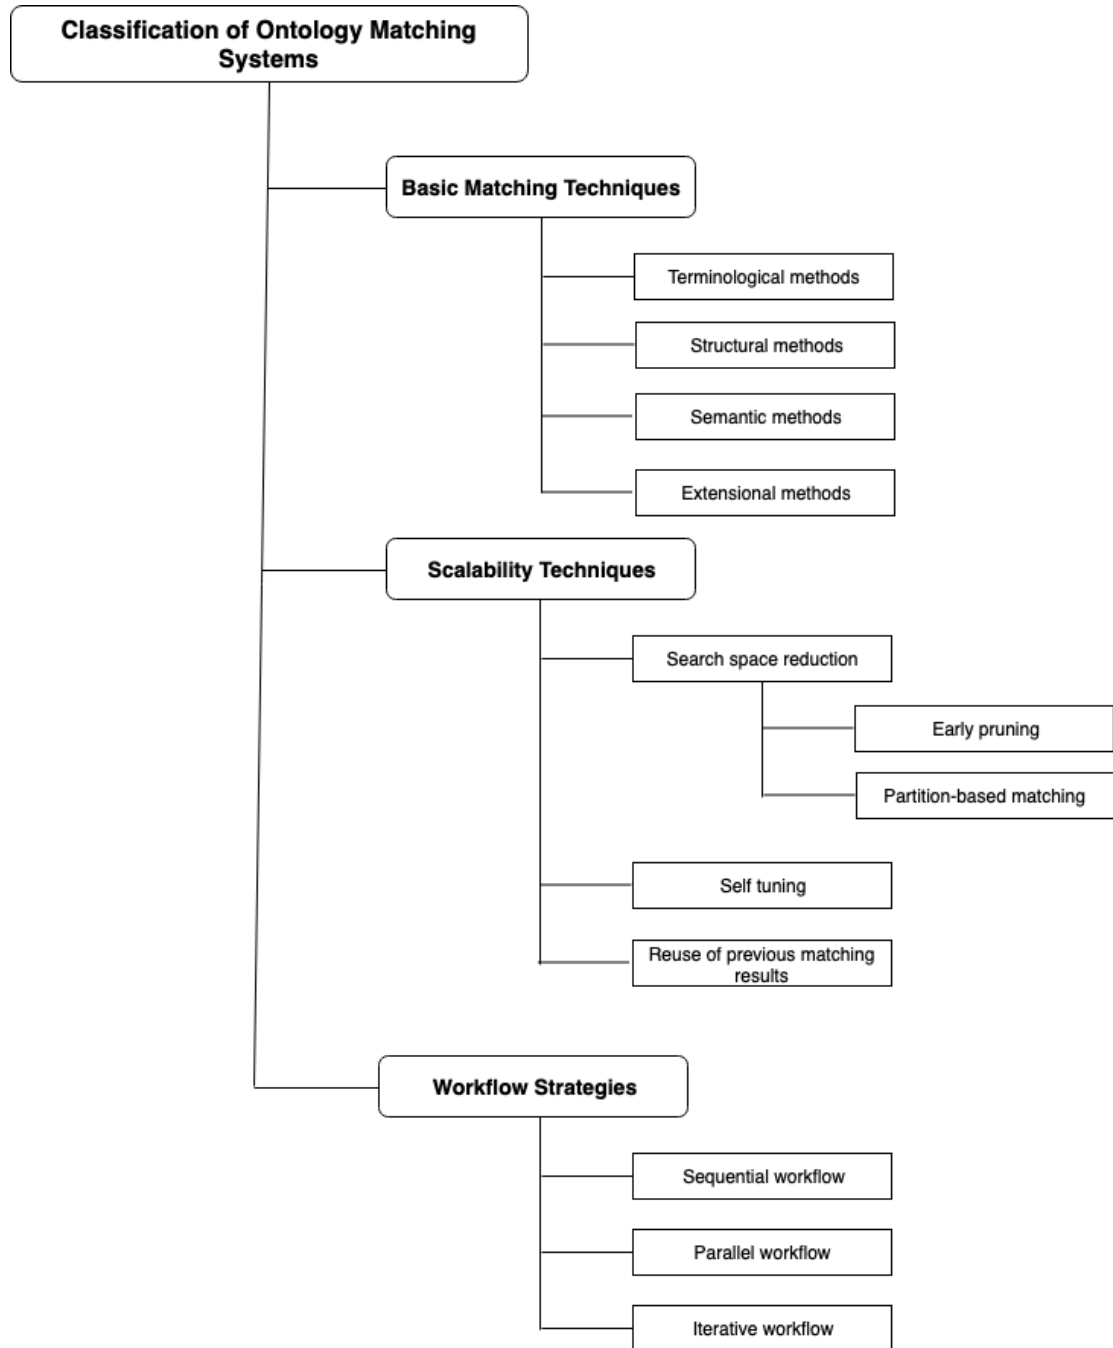 Classification of Ontology Matching
Systems
Basic Matching Techniques
Terminological methods
Structural methods
Semantic methods
Extensional methods
Scalability Techniques
Search space reduction
Early pruning
Partition-based matching
Self tuning
Reuse of previous matching
results
Workflow Strategies
Sequential workflow
Parallel workflow
Iterative workflow